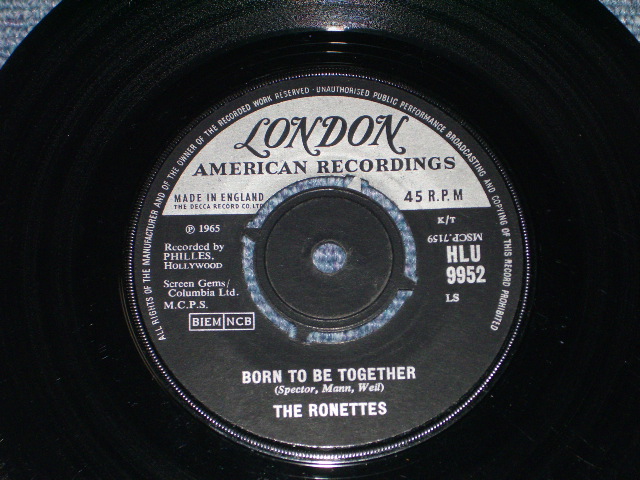 ALL RIGHTS OF THE MANUFACTURER AND OF THE OWNER OF THE RECORDED WORK RESERVED · UNAUTHORISED PUBLIC PERFORMANCE BROADCASTING AND COPYING OF THIS RECORD PROHIBITED
LONDON
AMERICAN RECORDINGS
MADE IN ENGLAND
THE DECCA RECORD CO LTD
45 R.P.M
K/T
℗ 1965
MSCP.7159
Recorded by
PHILLES,
HOLLYWOOD
HLU
9952
Screen Gems/
Columbia Ltd.
M.C.P.S.
LS
BIEM NCB
BORN TO BE TOGETHER
(Spector, Mann, Weil)
THE RONETTES